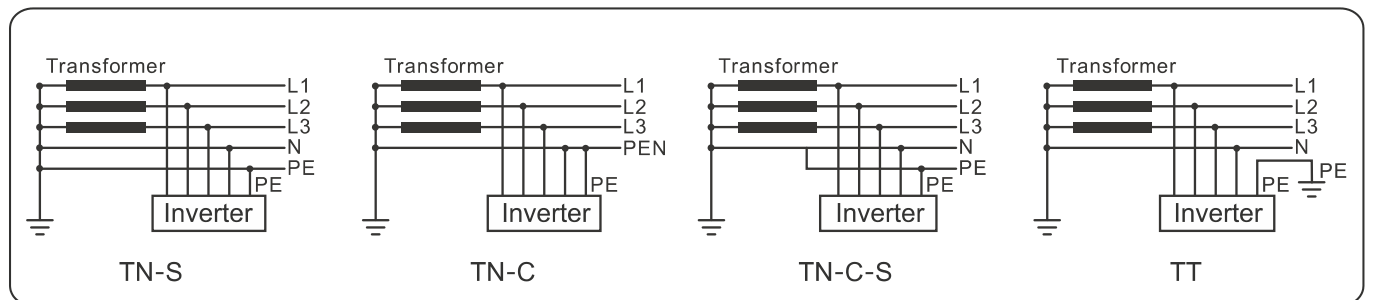 Transformer
L1
L2
L3
N
PE
PE
Inverter
TN-S
Transformer
L1
L2
L3
PEN
PE
Inverter
TN-C
Transformer
L1
L2
L3
N
PE
PE
Inverter
TN-C-S
Transformer
L1
L2
L3
N
PE
PE
Inverter
TT